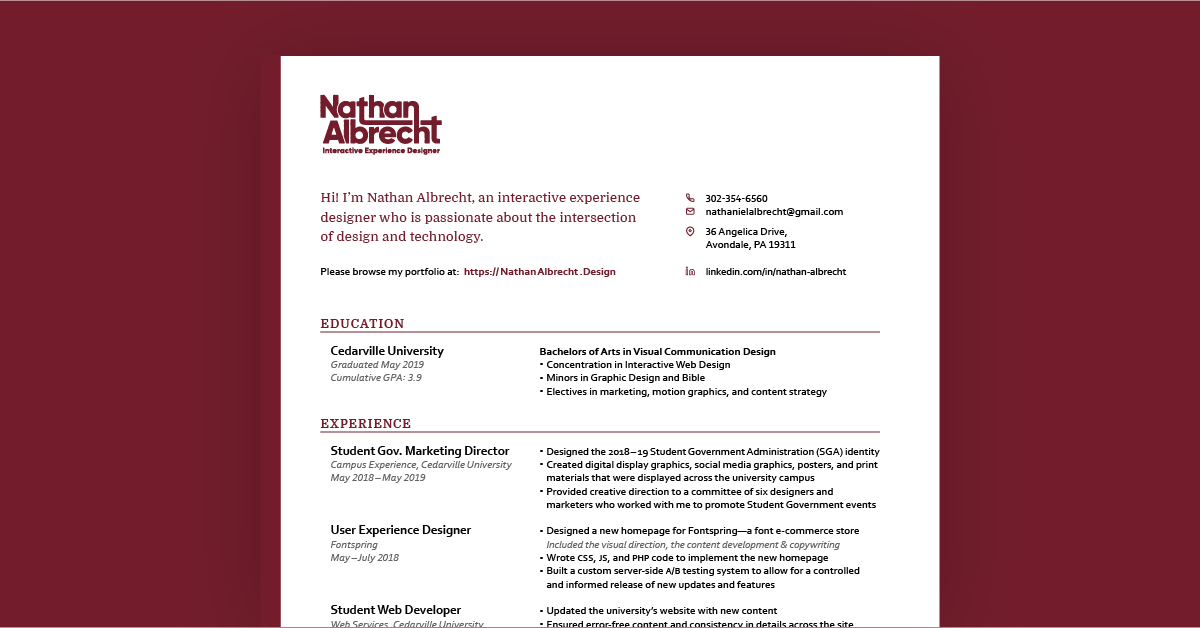 Nathan
Albrecht
Interactive Experience Designer
Hi! I'm Nathan Albrecht, an interactive experience
designer who is passionate about the intersection
of design and technology.
Please browse my portfolio at: https://NathanAlbrecht.Design
302-354-6560
nathanielalbrecht@gmail.com
36 Angelica Drive,
Avondale, PA 19311
linkedin.com/in/nathan-albrecht
EDUCATION
Cedarville University
Graduated May 2019
Cumulative GPA: 3.9
Bachelors of Arts in Visual Communication Design
• Concentration in Interactive Web Design
• Minors in Graphic Design and Bible
• Electives in marketing, motion graphics, and content strategy
EXPERIENCE
Student Gov. Marketing Director
Campus Experience, Cedarville University
May 2018–May 2019
• Designed the 2018–19 Student Government Administration (SGA) identity
• Created digital display graphics, social media graphics, posters, and print
materials that were displayed across the university campus
• Provided creative direction to a committee of six designers and
marketers who worked with me to promote Student Government events
User Experience Designer
Fontspring
May–July 2018
• Designed a new homepage for Fontspring—a font e-commerce store
Included the visual direction, the content development & copywriting
• Wrote CSS, JS, and PHP code to implement the new homepage
• Built a custom server-side A/B testing system to allow for a controlled
and informed release of new updates and features
Student Web Developer
Web Services, Cedarville University
• Updated the university's website with new content
• Ensured error-free content and consistency in details across the site